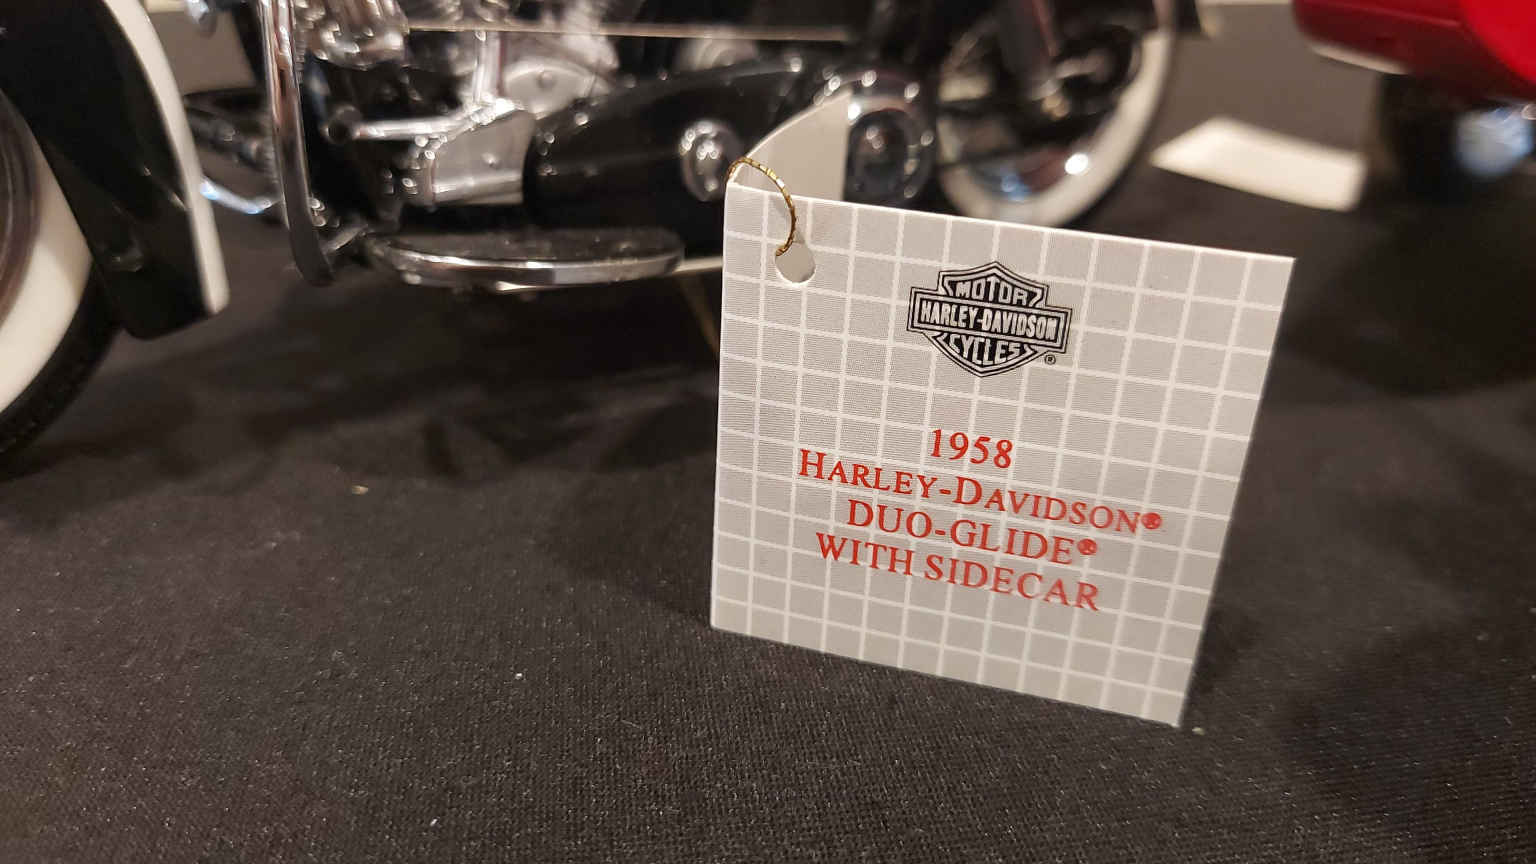 MOTOR
HARLEY-DAVIDSON
CYCLES
®
1958
HARLEY-DAVIDSON®
DUO-GLIDE®
WITH SIDECAR